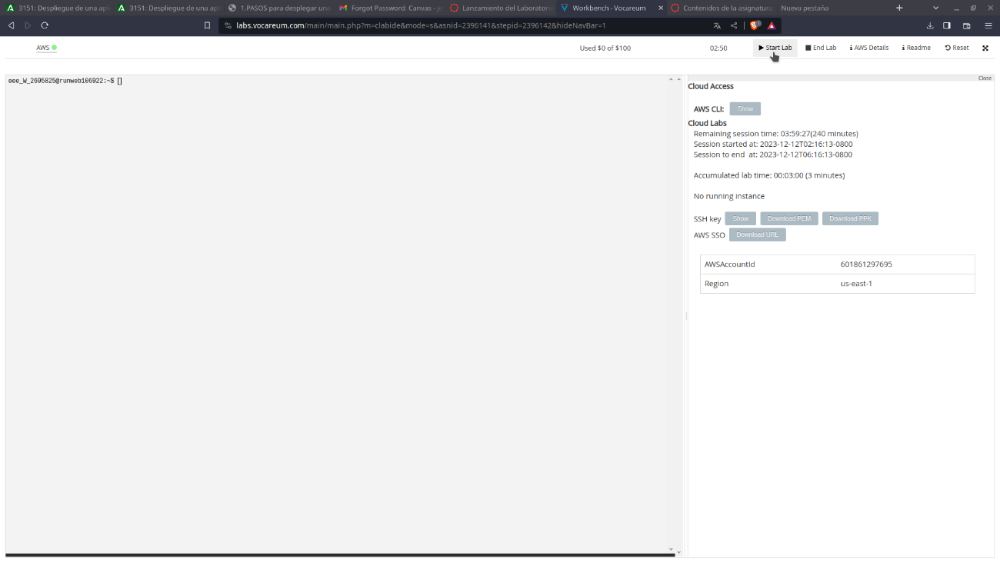 3151: Despliegue de una apl
3151: Despliegue de una apl
1.PASOS para desplegar una
Forgot Password: Canvas - j
Lanzamiento del Laboratorio
Workbench - Vocareum
Contenidos de la asignatura
Nueva pestaña
labs.vocareum.com/main/main.php?m=clabide&mode=s&asnid=2396141&stepid=2396142&hideNavBar=1
AWS
Used $0 of $100
02:50
Start Lab
End Lab
AWS Details
Readme
Reset
eee_W_2695825@runweb106922:~$
Close
Cloud Access
AWS CLI: Show
Cloud Labs
Remaining session time: 03:59:27(240 minutes)
Session started at: 2023-12-12T02:16:13-0800
Session to end at: 2023-12-12T06:16:13-0800
Accumulated lab time: 00:03:00 (3 minutes)
No running instance
SSH key Show Download PEM Download PPK
AWS SSO Download URL
AWSAccountId 601861297695
Region us-east-1